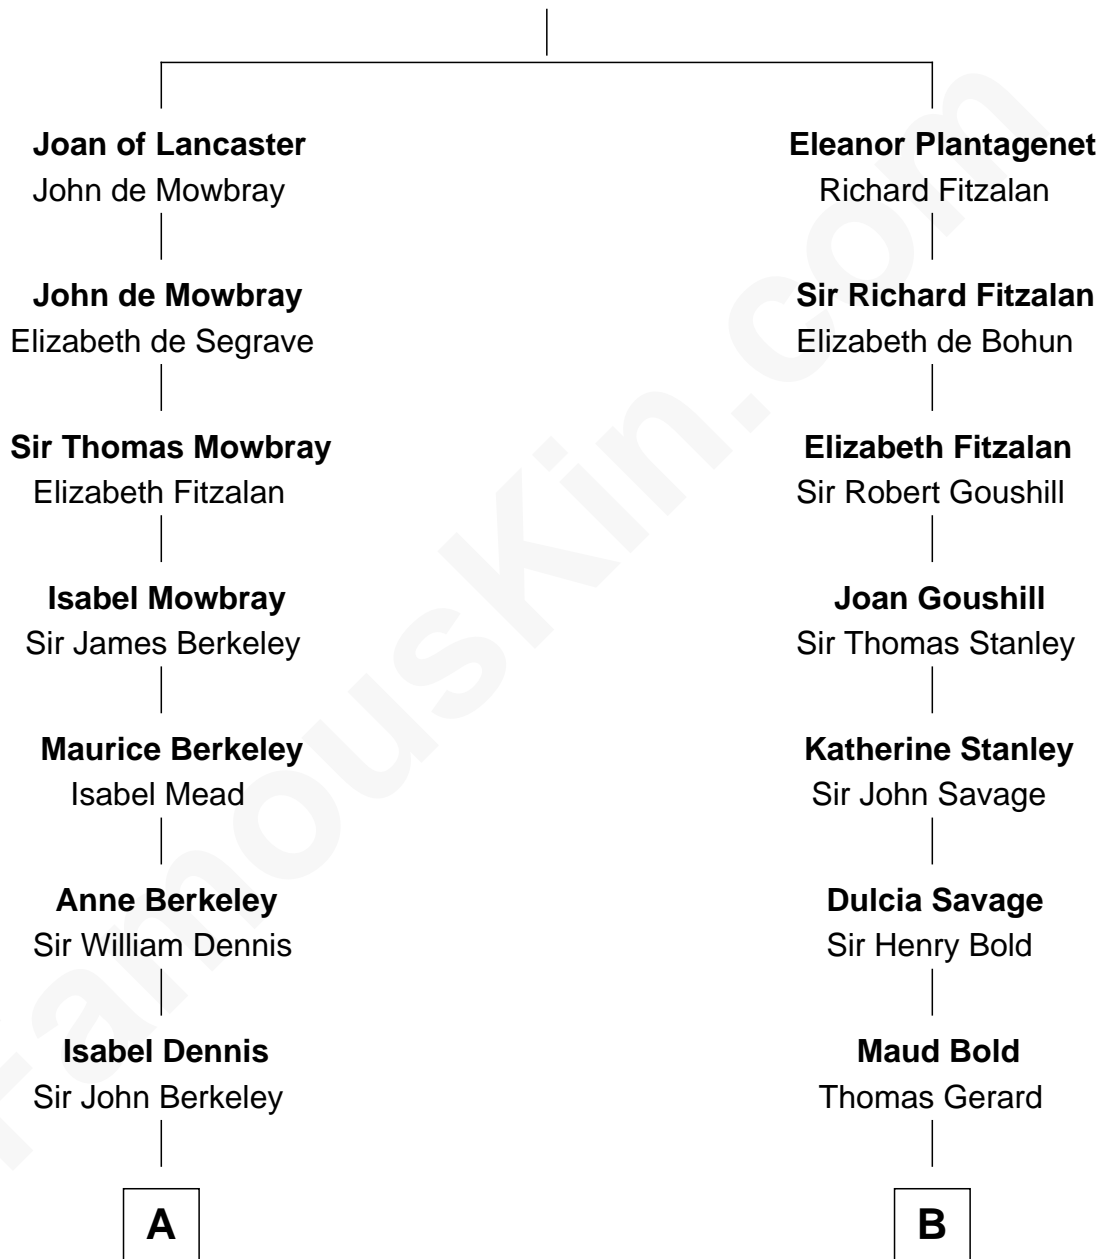 Joan of Lancaster
John de Mowbray
John de Mowbray
Elizabeth de Segrave
Sir Thomas Mowbray
Elizabeth Fitzalan
Isabel Mowbray
Sir James Berkeley
Maurice Berkeley
Isabel Mead
Anne Berkeley
Sir William Dennis
Isabel Dennis
Sir John Berkeley
A
Eleanor Plantagenet
Richard Fitzalan
Sir Richard Fitzalan
Elizabeth de Bohun
Elizabeth Fitzalan
Sir Robert Goushill
Joan Goushill
Sir Thomas Stanley
Katherine Stanley
Sir John Savage
Dulcia Savage
Sir Henry Bold
Maud Bold
Thomas Gerard
B
FamousKin.com